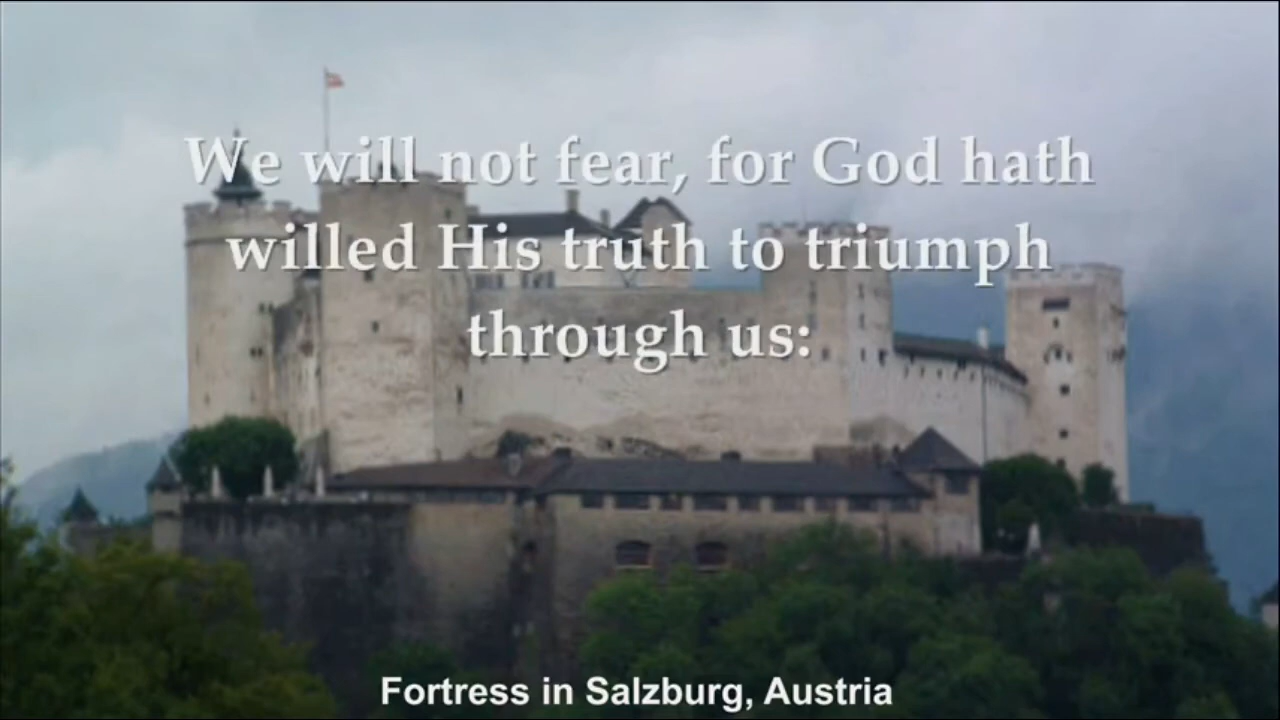 We will not fear, for God hath
willed His truth to triumph
through us:
Fortress in Salzburg, Austria